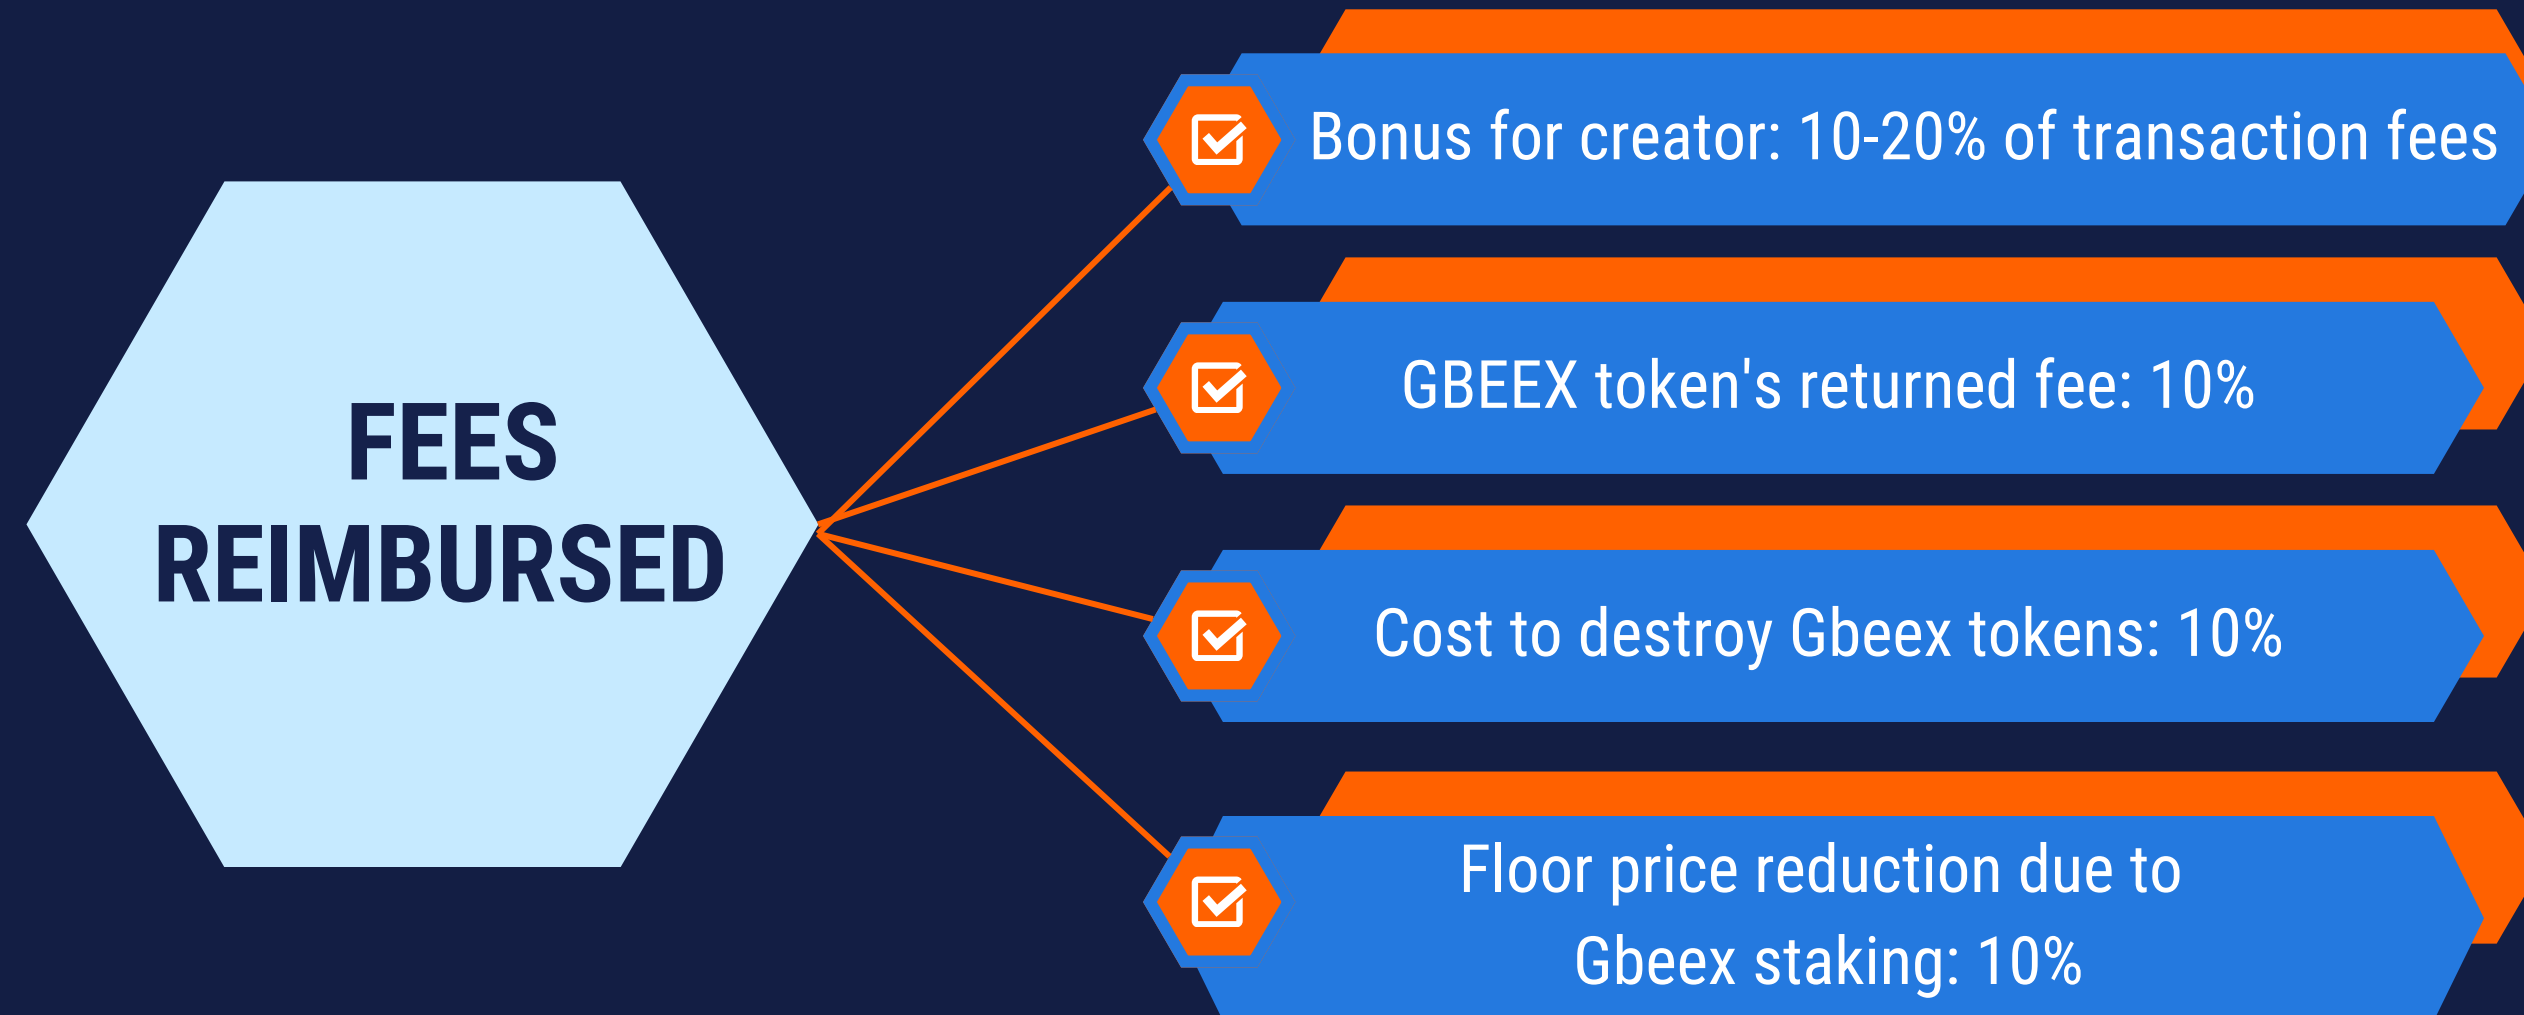 FEES
REIMBURSED
Bonus for creator: 10-20% of transaction fees
GBEEX token's returned fee: 10%
Cost to destroy Gbeex tokens: 10%
Floor price reduction due to
Gbeex staking: 10%